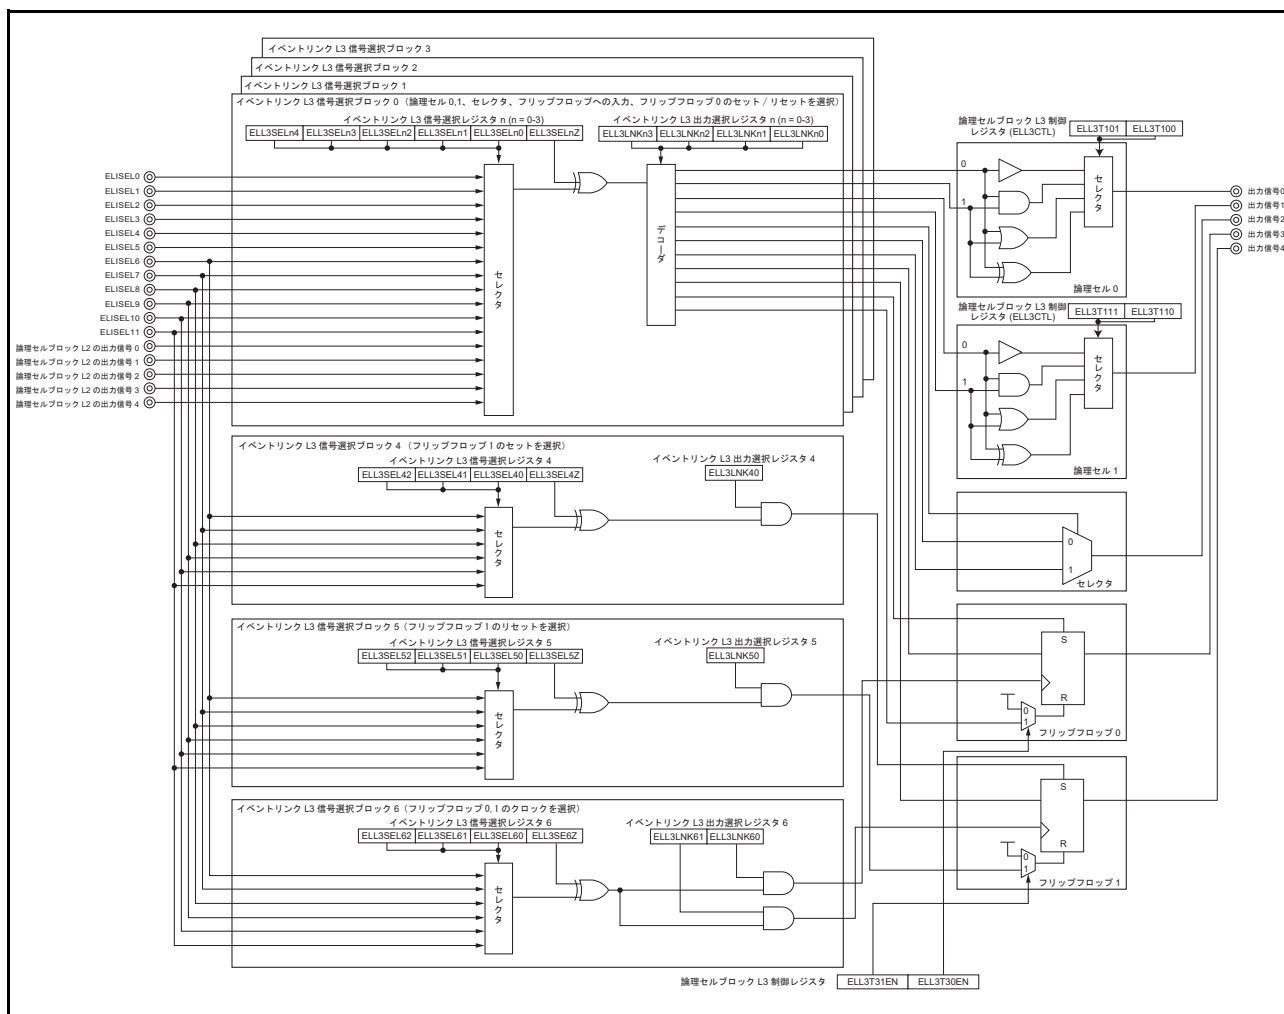 イベントリンク L3 信号選択ブロック 3
イベントリンク L3 信号選択ブロック 2
イベントリンク L3 信号選択ブロック 1
イベントリンク L3 信号選択ブロック 0 （論理セル 0,1、セレクタ、フリップフロップへの入力、フリップフロップ 0 のセット / リセットを選択）
イベントリンク L3 信号選択レジスタ n (n = 0-3)
ELL3SELn4 ELL3SELn3 ELL3SELn2 ELL3SELn1 ELL3SELn0 ELL3SELnZ
イベントリンク L3 出力選択レジスタ n (n = 0-3)
ELL3LNKn3 ELL3LNKn2 ELL3LNKn1 ELL3LNKn0
ELISEL0
ELISEL1
ELISEL2
ELISEL3
ELISEL4
ELISEL5
ELISEL6
ELISEL7
ELISEL8
ELISEL9
ELISEL10
ELISEL11
論理セルブロック L2 の出力信号 0
論理セルブロック L2 の出力信号 1
論理セルブロック L2 の出力信号 2
論理セルブロック L2 の出力信号 3
論理セルブロック L2 の出力信号 4
セレクタ
デコーダ
論理セルブロック L3 制御
レジスタ (ELL3CTL)
ELL3T101 ELL3T100
0
1
セレクタ
論理セル 0
論理セルブロック L3 制御
レジスタ (ELL3CTL)
ELL3T111 ELL3T110
0
1
セレクタ
論理セル 1
出力信号0
出力信号1
出力信号2
出力信号3
出力信号4
イベントリンク L3 信号選択ブロック 4 （フリップフロップ 1 のセットを選択）
イベントリンク L3 信号選択レジスタ 4
ELL3SEL42 ELL3SEL41 ELL3SEL40 ELL3SEL4Z
イベントリンク L3 出力選択レジスタ 4
ELL3LNK40
セレクタ
0
1
セレクタ
イベントリンク L3 信号選択ブロック 5（フリップフロップ 1 のリセットを選択）
イベントリンク L3 信号選択レジスタ 5
ELL3SEL52 ELL3SEL51 ELL3SEL50 ELL3SEL5Z
イベントリンク L3 出力選択レジスタ 5
ELL3LNK50
セレクタ
S
R
0
1
フリップフロップ 0
イベントリンク L3 信号選択ブロック 6（フリップフロップ 0, 1 のクロックを選択）
イベントリンク L3 信号選択レジスタ 6
ELL3SEL62 ELL3SEL61 ELL3SEL60 ELL3SE6Z
イベントリンク L3 出力選択レジスタ 6
ELL3LNK61 ELL3LNK60
セレクタ
S
R
0
1
フリップフロップ 1
論理セルブロック L3 制御レジスタ ELL3T31EN ELL3T30EN